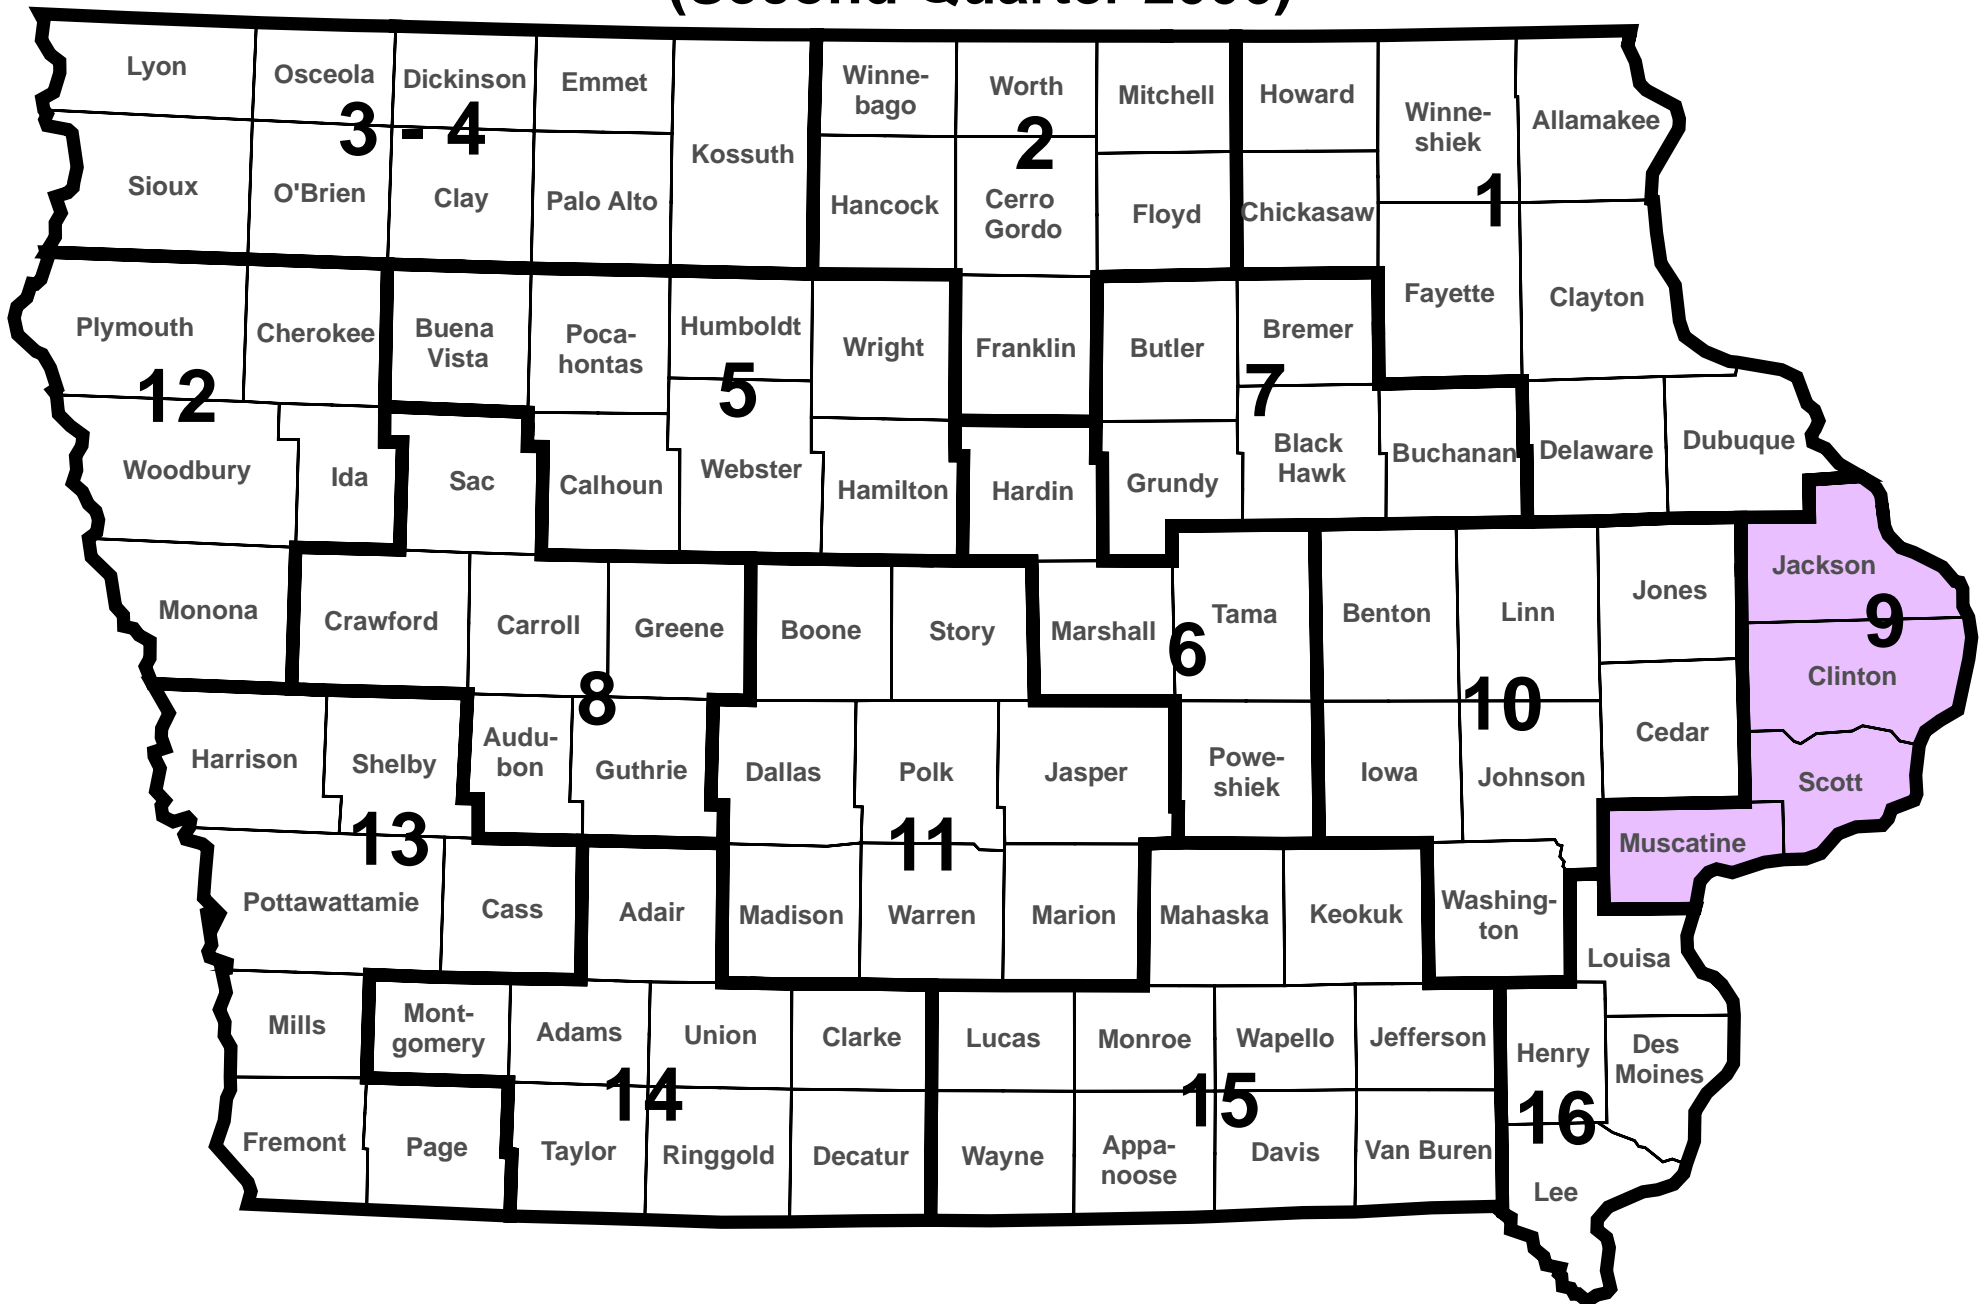 Lyon
Osceola
Dickinson
Emmet
Kossuth
Winne-
bago
Worth
Mitchell
Howard
Winne-
shiek
Allamakee
3 - 4
2
1
Sioux
O'Brien
Clay
Palo Alto
Hancock
Cerro
Gordo
Floyd
Chickasaw
Fayette
Clayton
Plymouth
Cherokee
Buena
Vista
Poca-
hontas
Humboldt
Wright
Franklin
Butler
Bremer
12
5
7
Woodbury
Ida
Sac
Calhoun
Webster
Hamilton
Hardin
Grundy
Black
Hawk
Buchanan
Delaware
Dubuque
Jackson
9
Monona
Crawford
Carroll
Greene
Boone
Story
Marshall
6
Tama
Benton
Linn
Jones
Clinton
8
10
Harrison
Shelby
Audu-
bon
Guthrie
Dallas
Polk
Jasper
Powe-
shiek
Iowa
Johnson
Cedar
Scott
13
11
Muscatine
Pottawattamie
Cass
Adair
Madison
Warren
Marion
Mahaska
Keokuk
Washing-
ton
Louisa
Mills
Mont-
gomery
Adams
Union
Clarke
Lucas
Monroe
Wapello
Jefferson
Henry
Des
Moines
14
15
16
Fremont
Page
Taylor
Ringgold
Decatur
Wayne
Appa-
noose
Davis
Van Buren
Lee